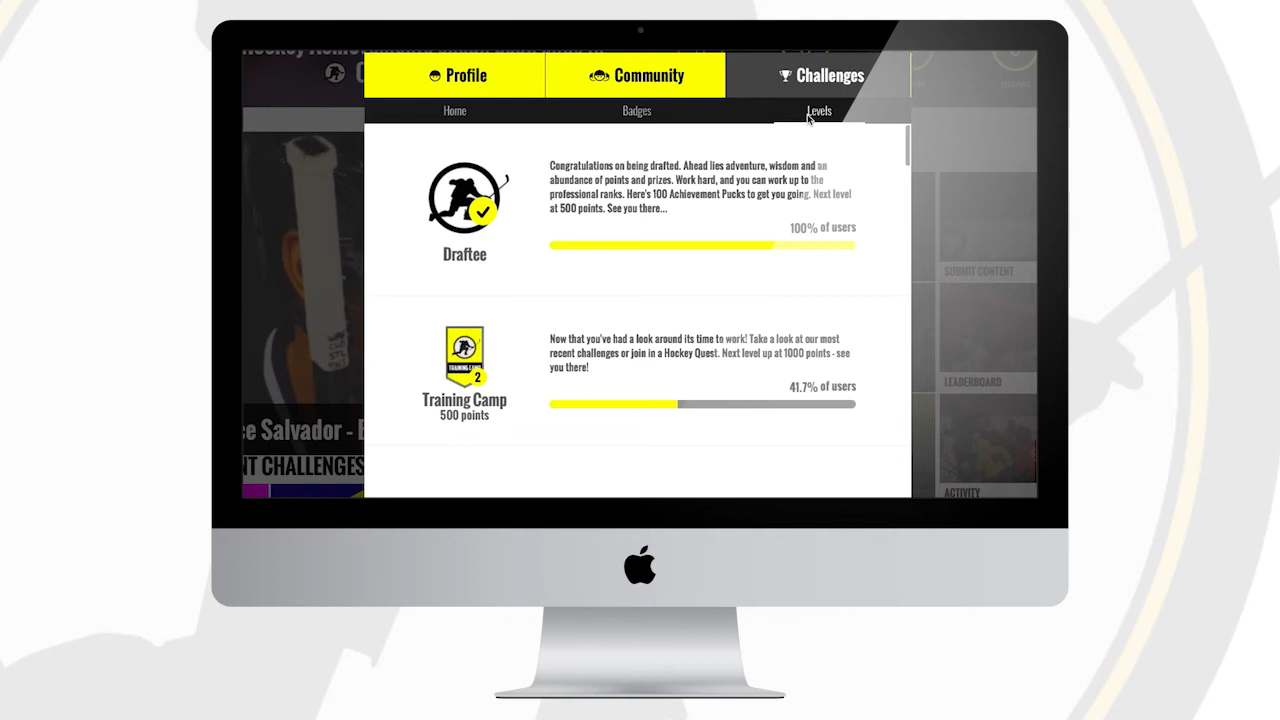 Profile
Community
Challenges
Home
Badges
Levels
Congratulations on being drafted. Ahead lies adventure, wisdom and an
abundance of points and prizes. Work hard, and you can work up to the
professional ranks. Here's 100 Achievement Pucks to get you going. Next level
at 500 points. See you there...
100% of users
Draftee
Now that you've had a look around its time to work! Take a look at our most
recent challenges or join in a Hockey Quest. Next level up at 1000 points - see
you there!
41.7% of users
TRAINING CAMP
2
Training Camp
500 points
ce Salvador - E
NT CHALLENGES
SUBMIT CONTENT
LEADERBOARD
ACTIVITY